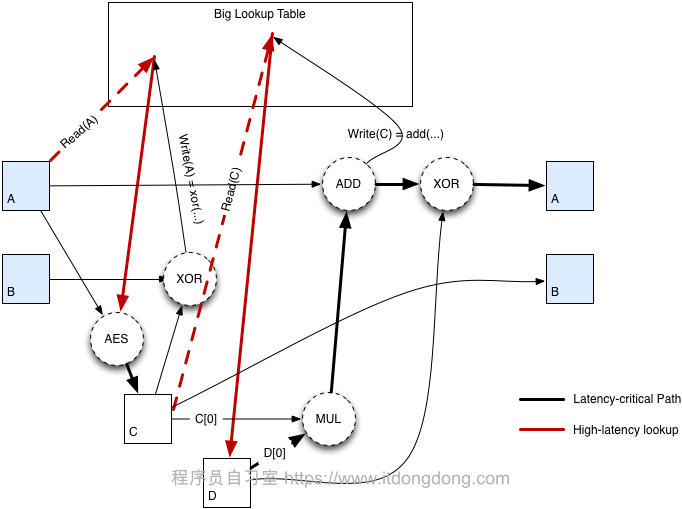 Big Lookup Table
Read(A)
Write(A) = xor(...)
Read(C)
Write(C) = add(...)
A
ADD
XOR
A
B
XOR
B
AES
C
C[0]
MUL
D[0]
D
Latency-critical Path
High-latency lookup
程序员自习室 https://www.itdongdong.com